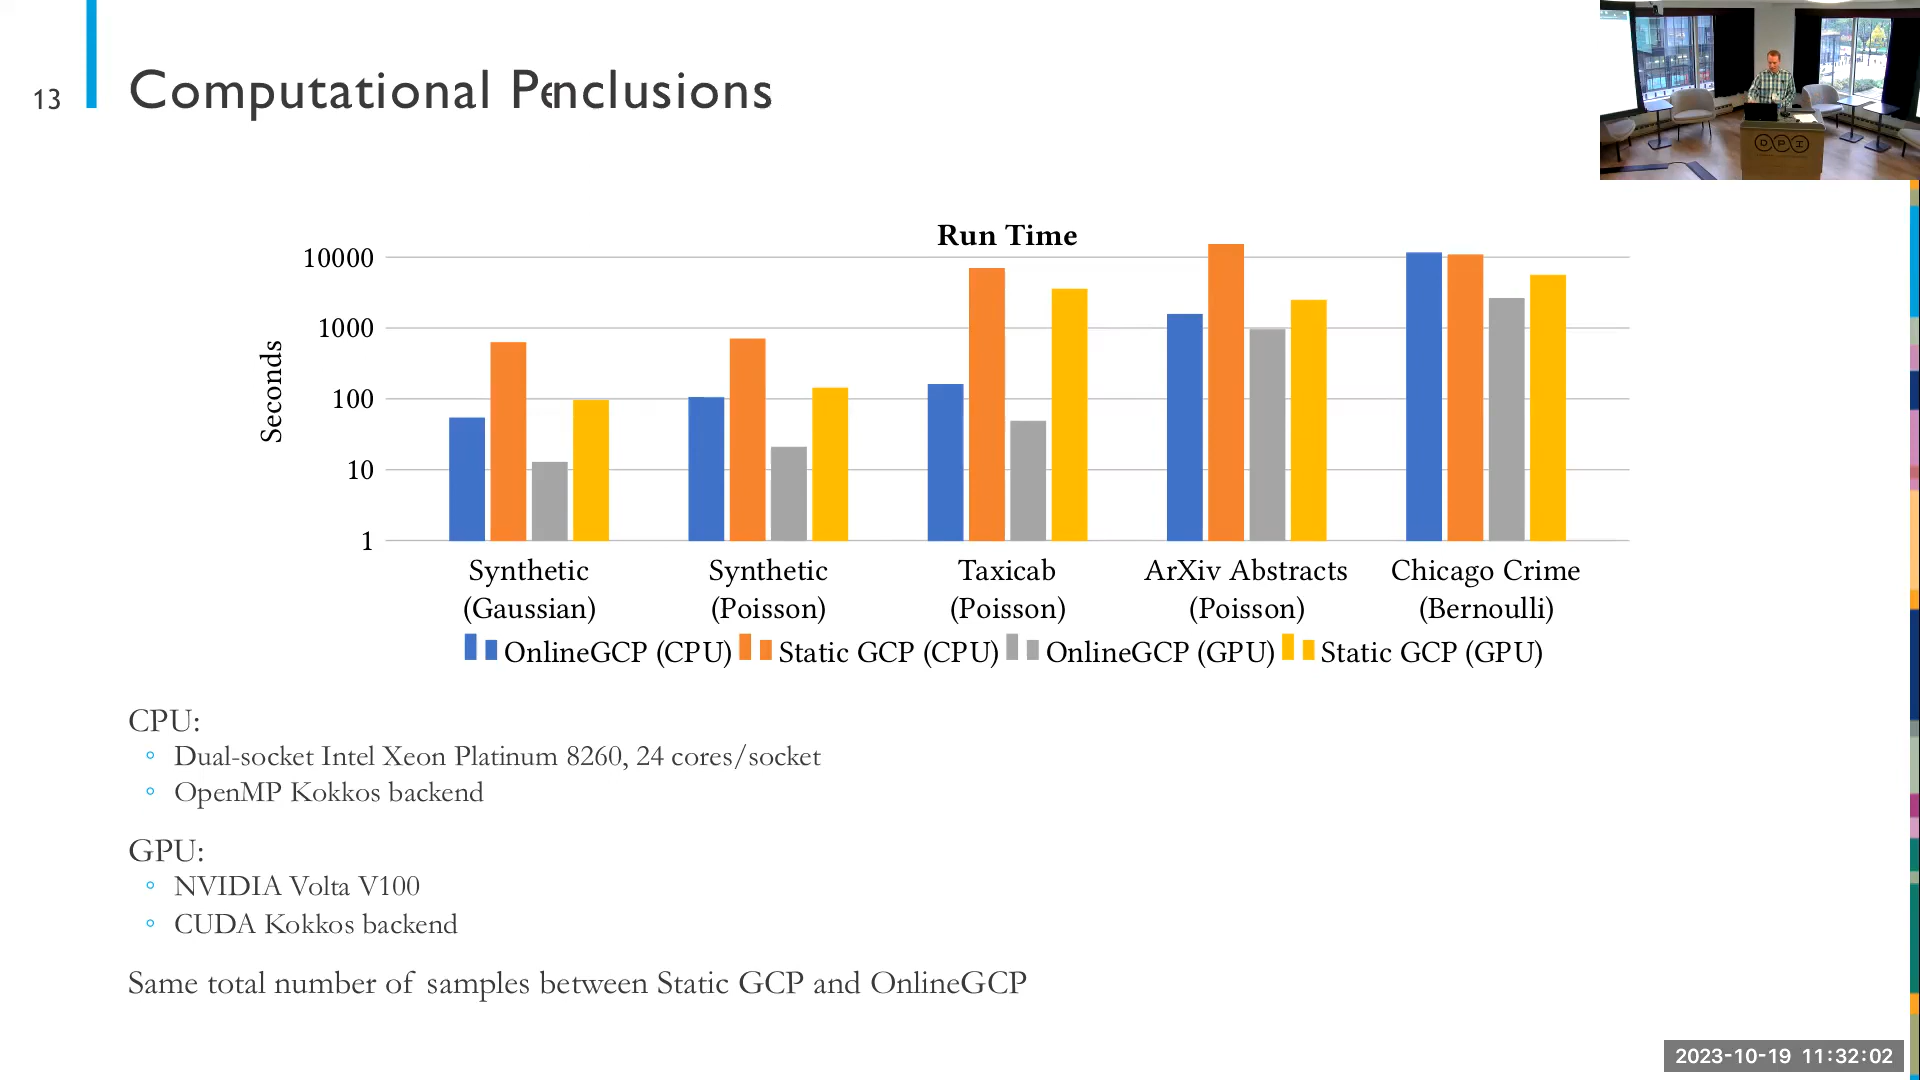 13
Computational Penclusions
Run Time
Seconds
10000
1000
100
10
1
Synthetic (Gaussian)
Synthetic (Poisson)
Taxicab (Poisson)
ArXiv Abstracts (Poisson)
Chicago Crime (Bernoulli)
OnlineGCP (CPU) Static GCP (CPU) OnlineGCP (GPU) Static GCP (GPU)
CPU:
◦ Dual-socket Intel Xeon Platinum 8260, 24 cores/socket
◦ OpenMP Kokkos backend
GPU:
◦ NVIDIA Volta V100
◦ CUDA Kokkos backend
Same total number of samples between Static GCP and OnlineGCP
DPI
2023-10-19 11:32:02